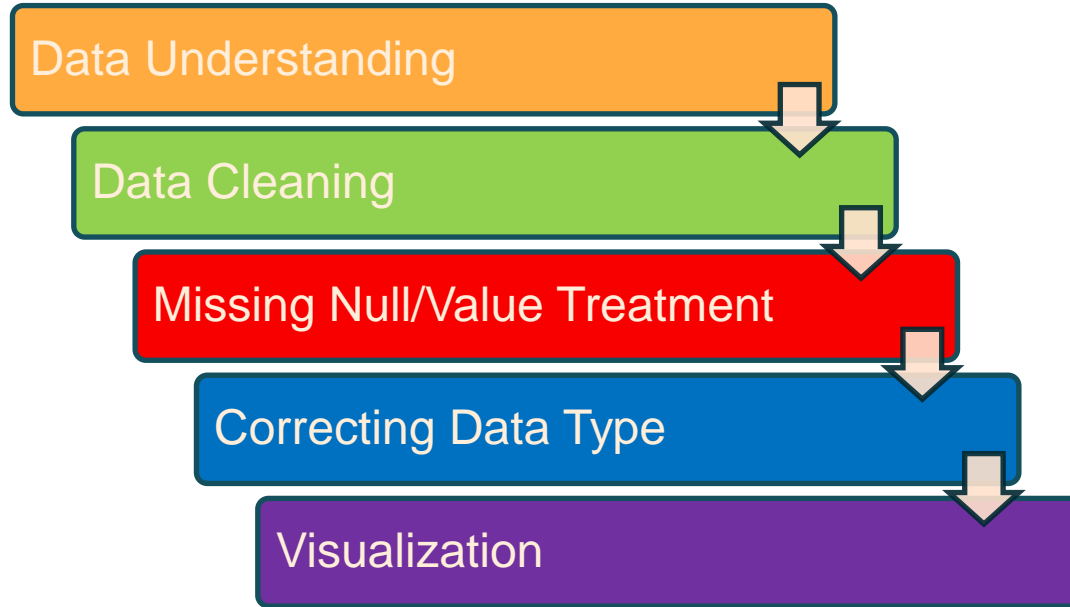 Data Understanding
Data Cleaning
Missing Null/Value Treatment
Correcting Data Type
Visualization